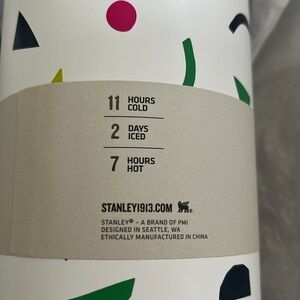 11 HOURS COLD
2 DAYS ICED
7 HOURS HOT
STANLEY1913.COM ®
STANLEY® – A BRAND OF PMI
DESIGNED IN SEATTLE, WA
ETHICALLY MANUFACTURED IN CHINA